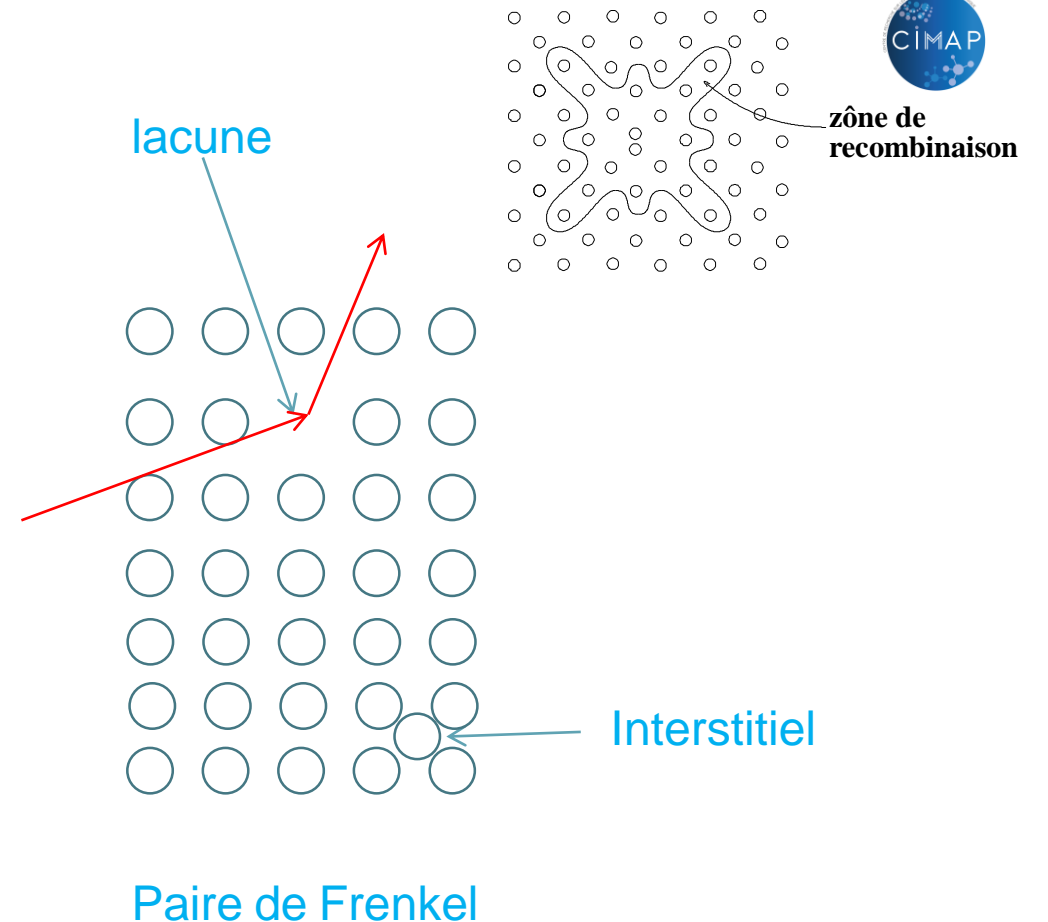 CIMAP
zône de
recombinaison
lacune
Interstitiel
Paire de Frenkel